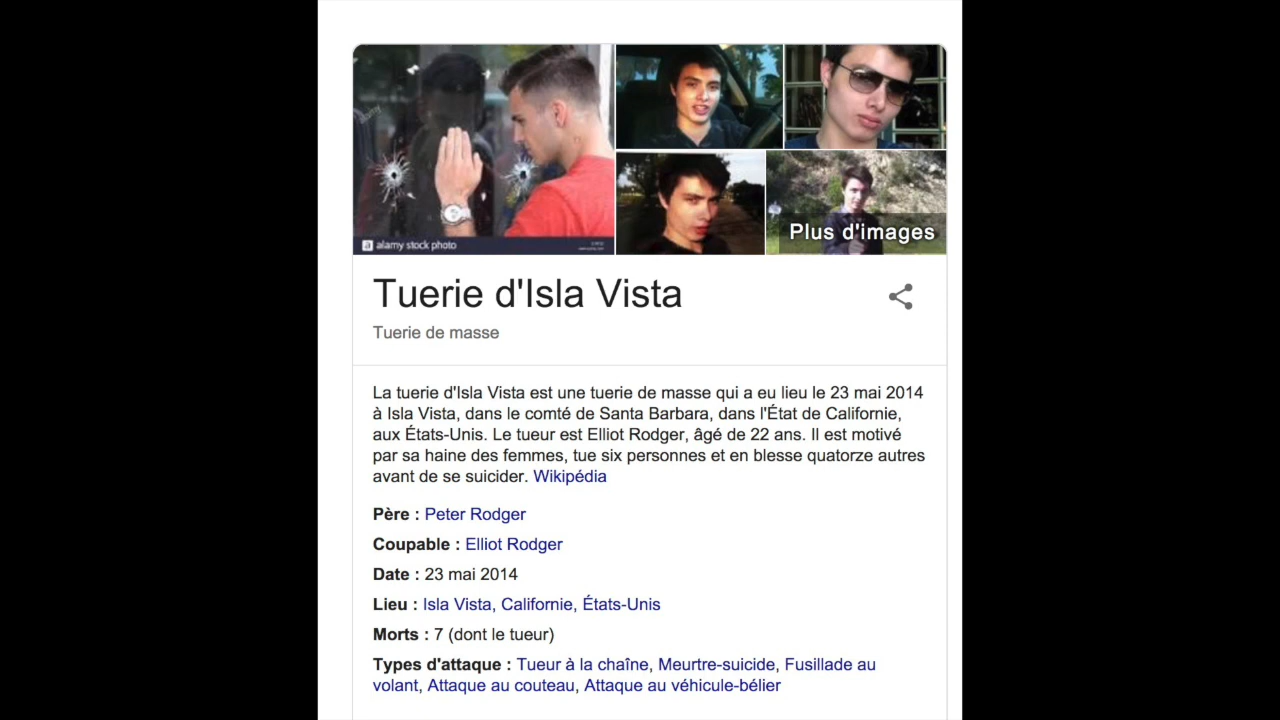 alamy stock photo
Plus d'images
Tuerie d'Isla Vista
Tuerie de masse
La tuerie d'Isla Vista est une tuerie de masse qui a eu lieu le 23 mai 2014
à Isla Vista, dans le comté de Santa Barbara, dans l'État de Californie,
aux États-Unis. Le tueur est Elliot Rodger, âgé de 22 ans. Il est motivé
par sa haine des femmes, tue six personnes et en blesse quatorze autres
avant de se suicider. Wikipédia
Père : Peter Rodger
Coupable : Elliot Rodger
Date : 23 mai 2014
Lieu : Isla Vista, Californie, États-Unis
Morts : 7 (dont le tueur)
Types d'attaque : Tueur à la chaîne, Meurtre-suicide, Fusillade au
volant, Attaque au couteau, Attaque au véhicule-bélier